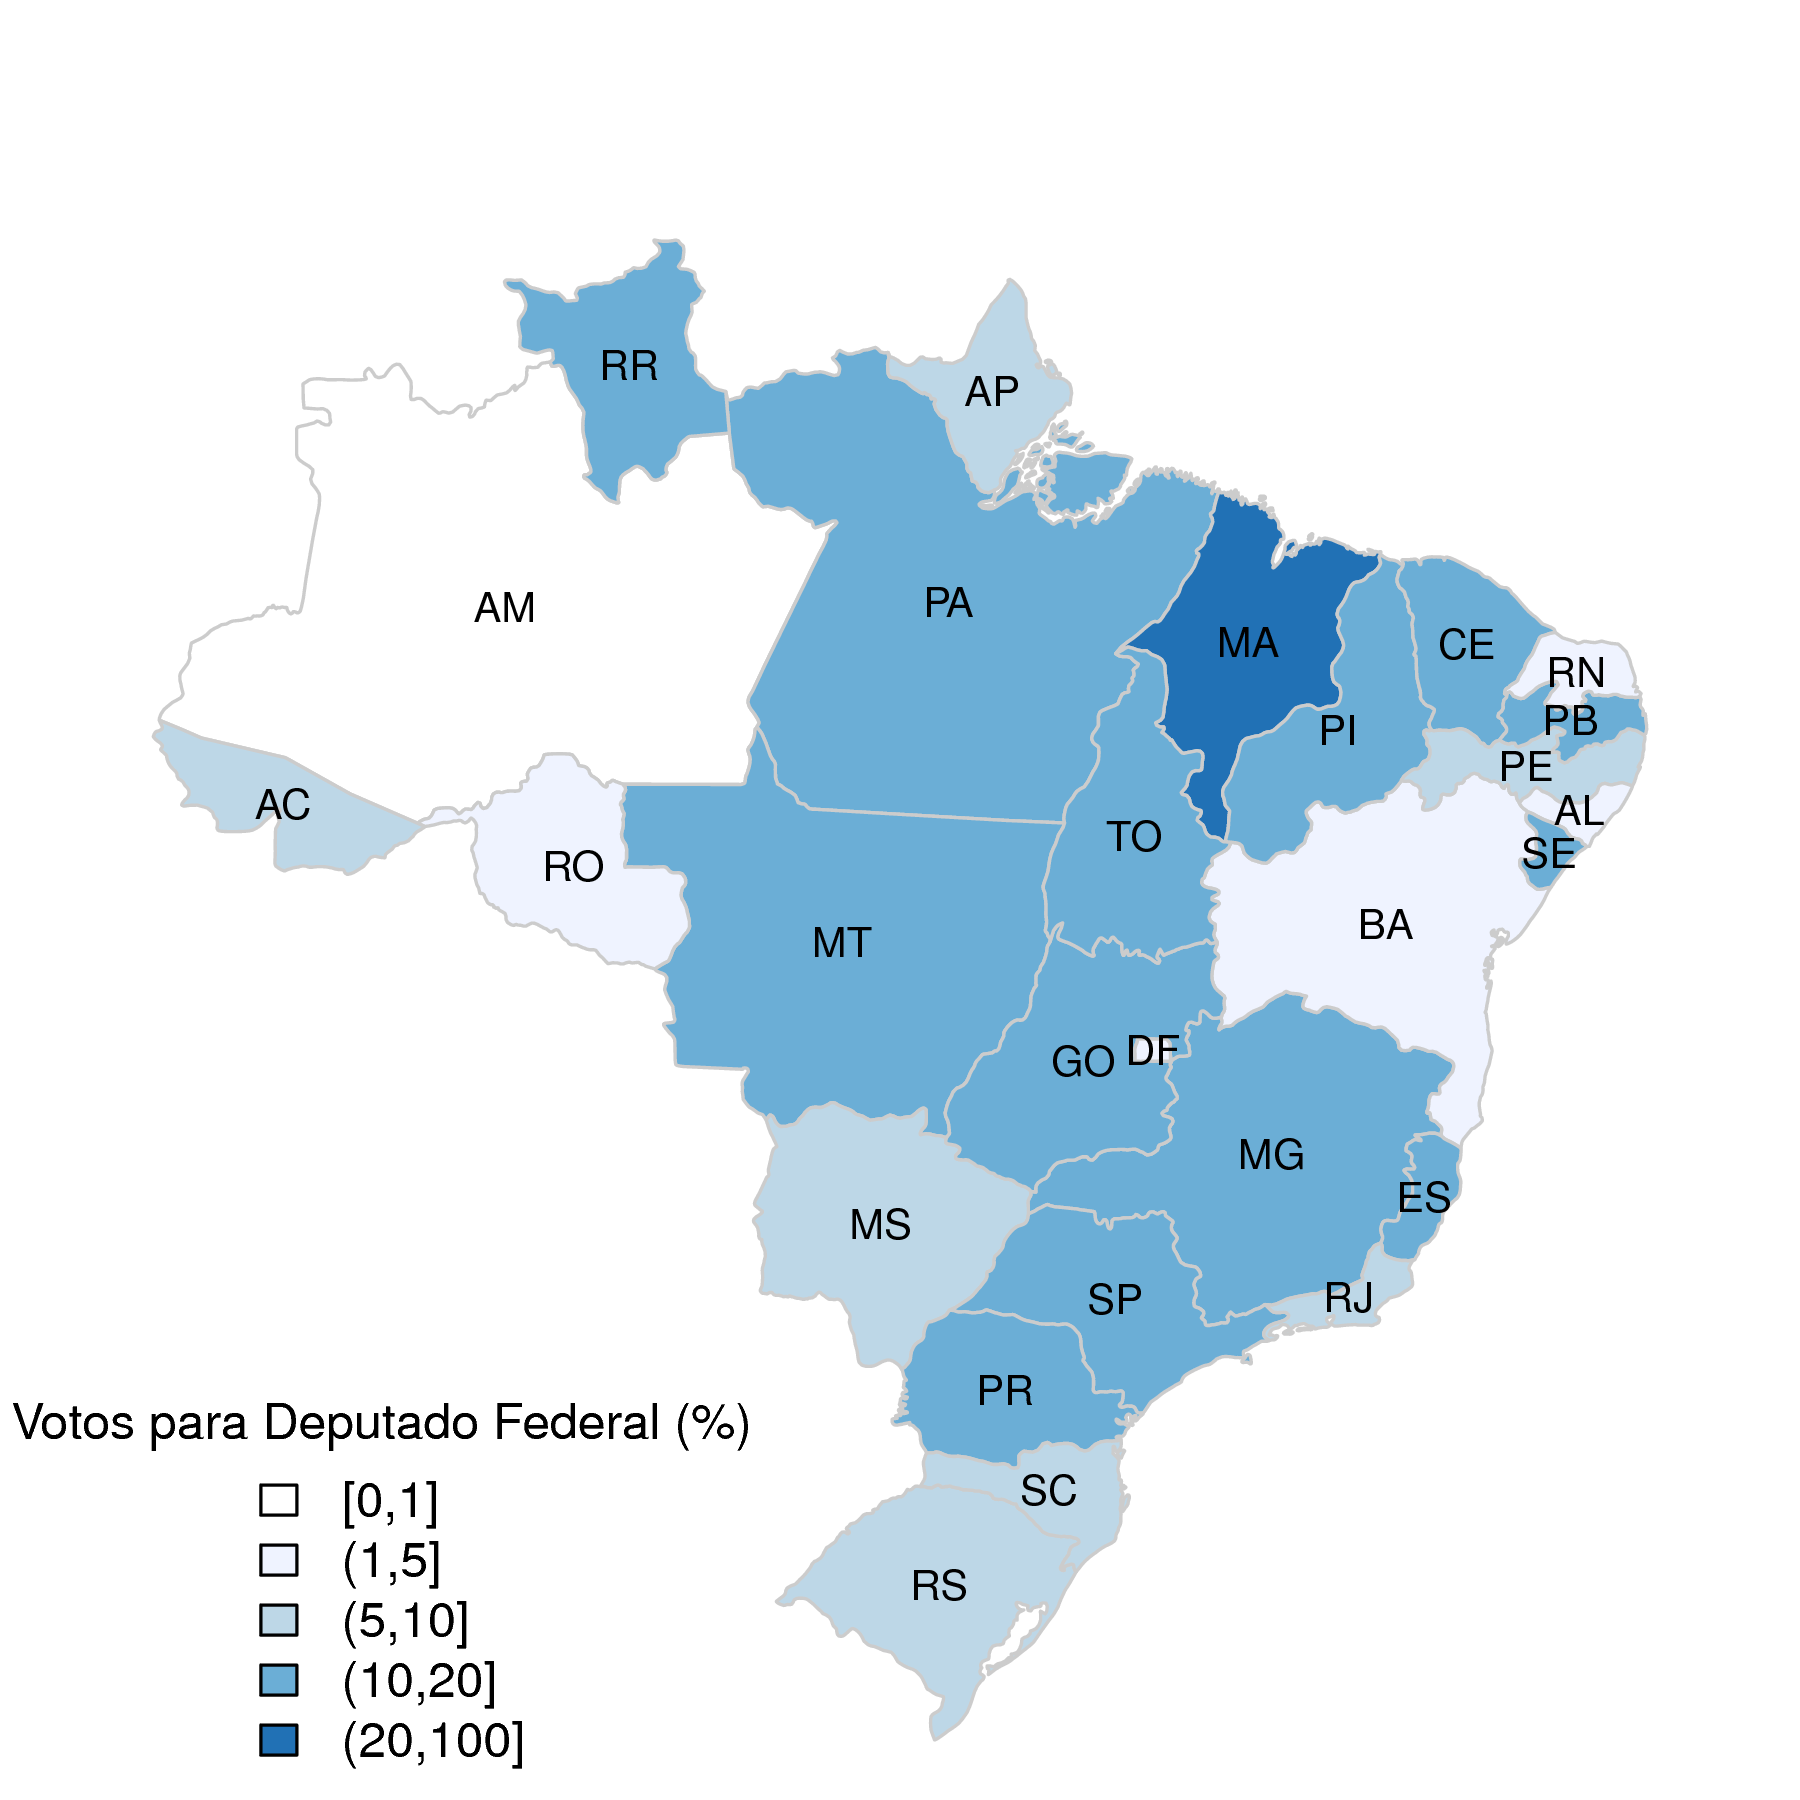 RR
AP
AM
PA
MA
CE
RN
PI
PB
PE
AC
AL
TO
RO
SE
BA
MT
GO
DF
MG
ES
MS
SP
RJ
PR
SC
RS
Votos para Deputado Federal (%)
[0,1]
(1,5]
(5,10]
(10,20]
(20,100]